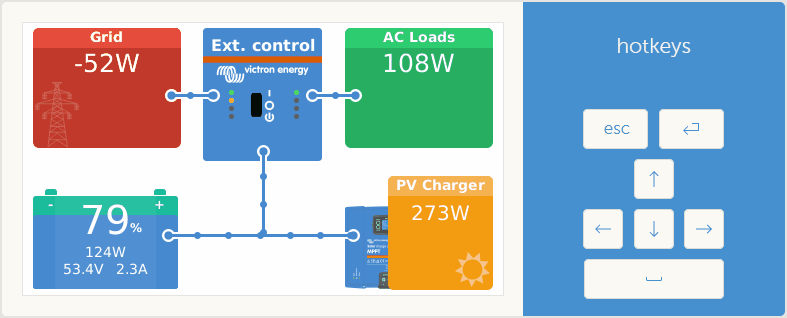 Grid
-52W
Ext. control
victron energy
AC Loads
108W
- +
79%
124W
53.4V 2.3A
PV Charger
273W
MPPT
hotkeys
esc